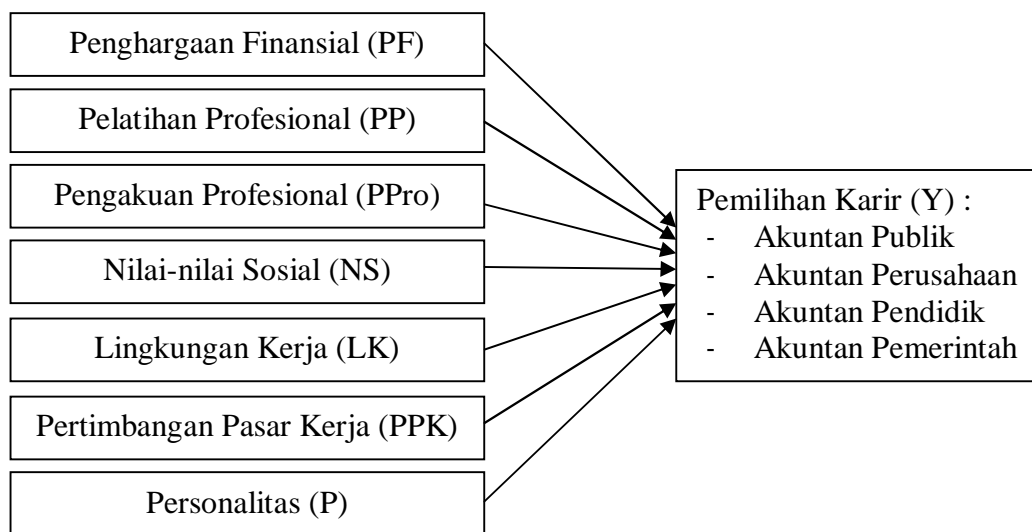 Penghargaan Finansial (PF)
Pelatihan Profesional (PP)
Pengakuan Profesional (PPro)
Nilai-nilai Sosial (NS)
Lingkungan Kerja (LK)
Pertimbangan Pasar Kerja (PPK)
Personalitas (P)
Pemilihan Karir (Y) :
- Akuntan Publik
- Akuntan Perusahaan
- Akuntan Pendidik
- Akuntan Pemerintah